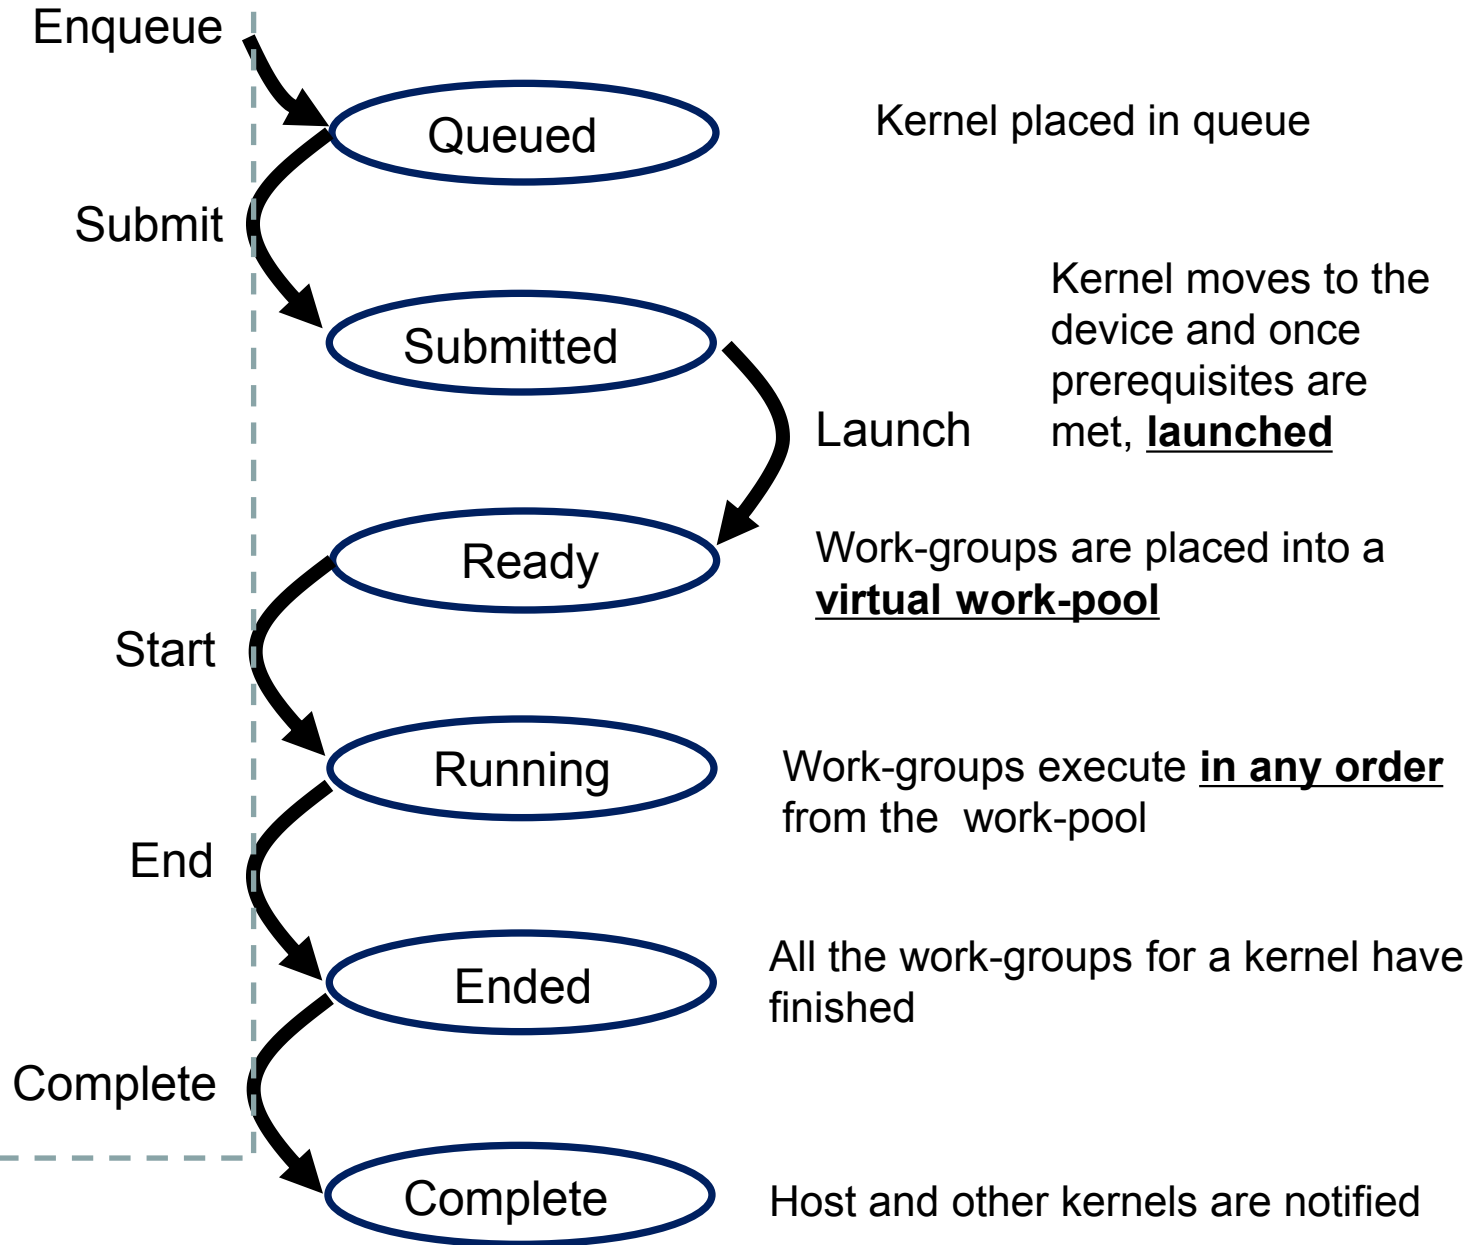 Enqueue
Queued
Kernel placed in queue
Submit
Submitted
Kernel moves to the
device and once
prerequisites are
met, launched
Launch
Ready
Work-groups are placed into a
virtual work-pool
Start
Running
Work-groups execute in any order
from the  work-pool
End
Ended
All the work-groups for a kernel have
finished
Complete
Complete
Host and other kernels are notified